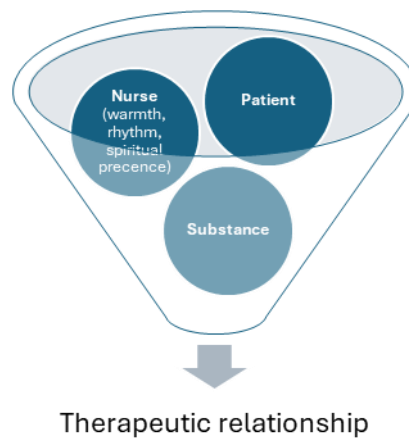 Nurse
(warmth,
rhythm,
spiritual
precence)
Patient
Substance
Therapeutic relationship